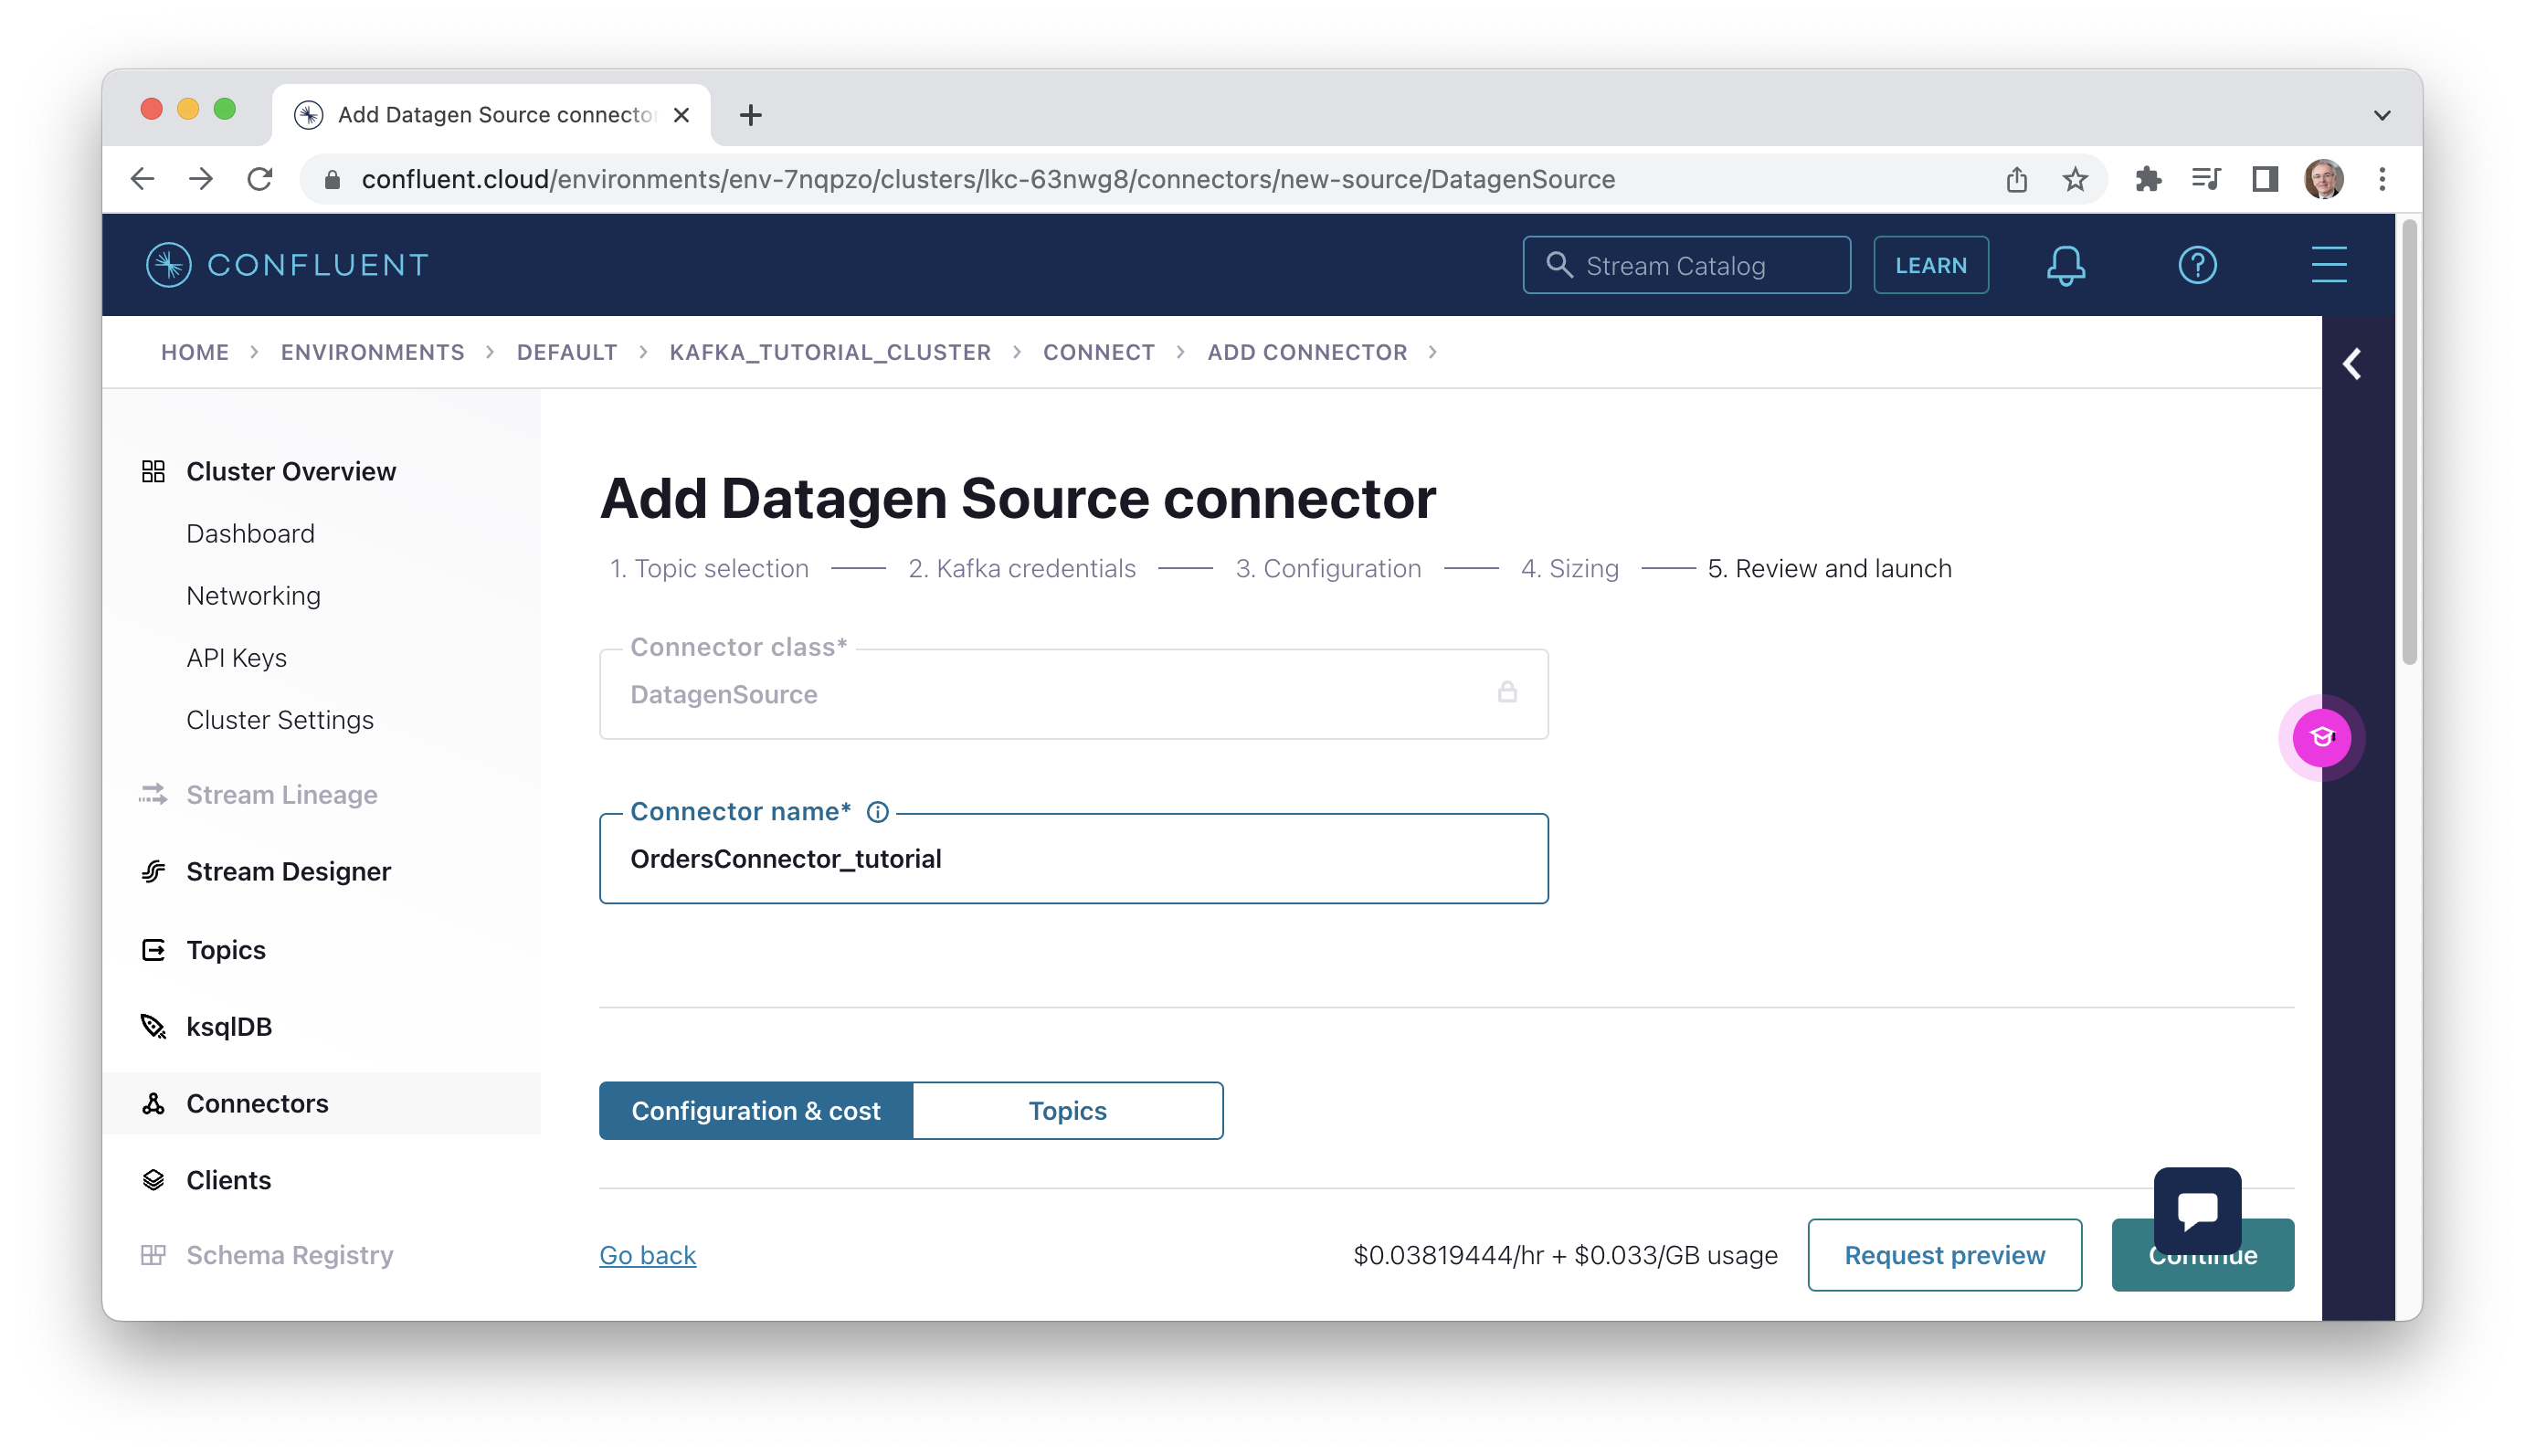 Add Datagen Source connector
confluent.cloud/environments/env-7nqpzo/clusters/lkc-63nwg8/connectors/new-source/DatagenSource
CONFLUENT
Stream Catalog
LEARN
HOME > ENVIRONMENTS > DEFAULT > KAFKA_TUTORIAL_CLUSTER > CONNECT > ADD CONNECTOR >
Cluster Overview
Dashboard
Networking
API Keys
Cluster Settings
Stream Lineage
Stream Designer
Topics
ksqlDB
Connectors
Clients
Schema Registry
Add Datagen Source connector
1. Topic selection — 2. Kafka credentials — 3. Configuration — 4. Sizing — 5. Review and launch
Connector class*
DatagenSource
Connector name*
OrdersConnector_tutorial
Configuration & cost
Topics
Go back
$0.03819444/hr + $0.033/GB usage
Request preview
Continue